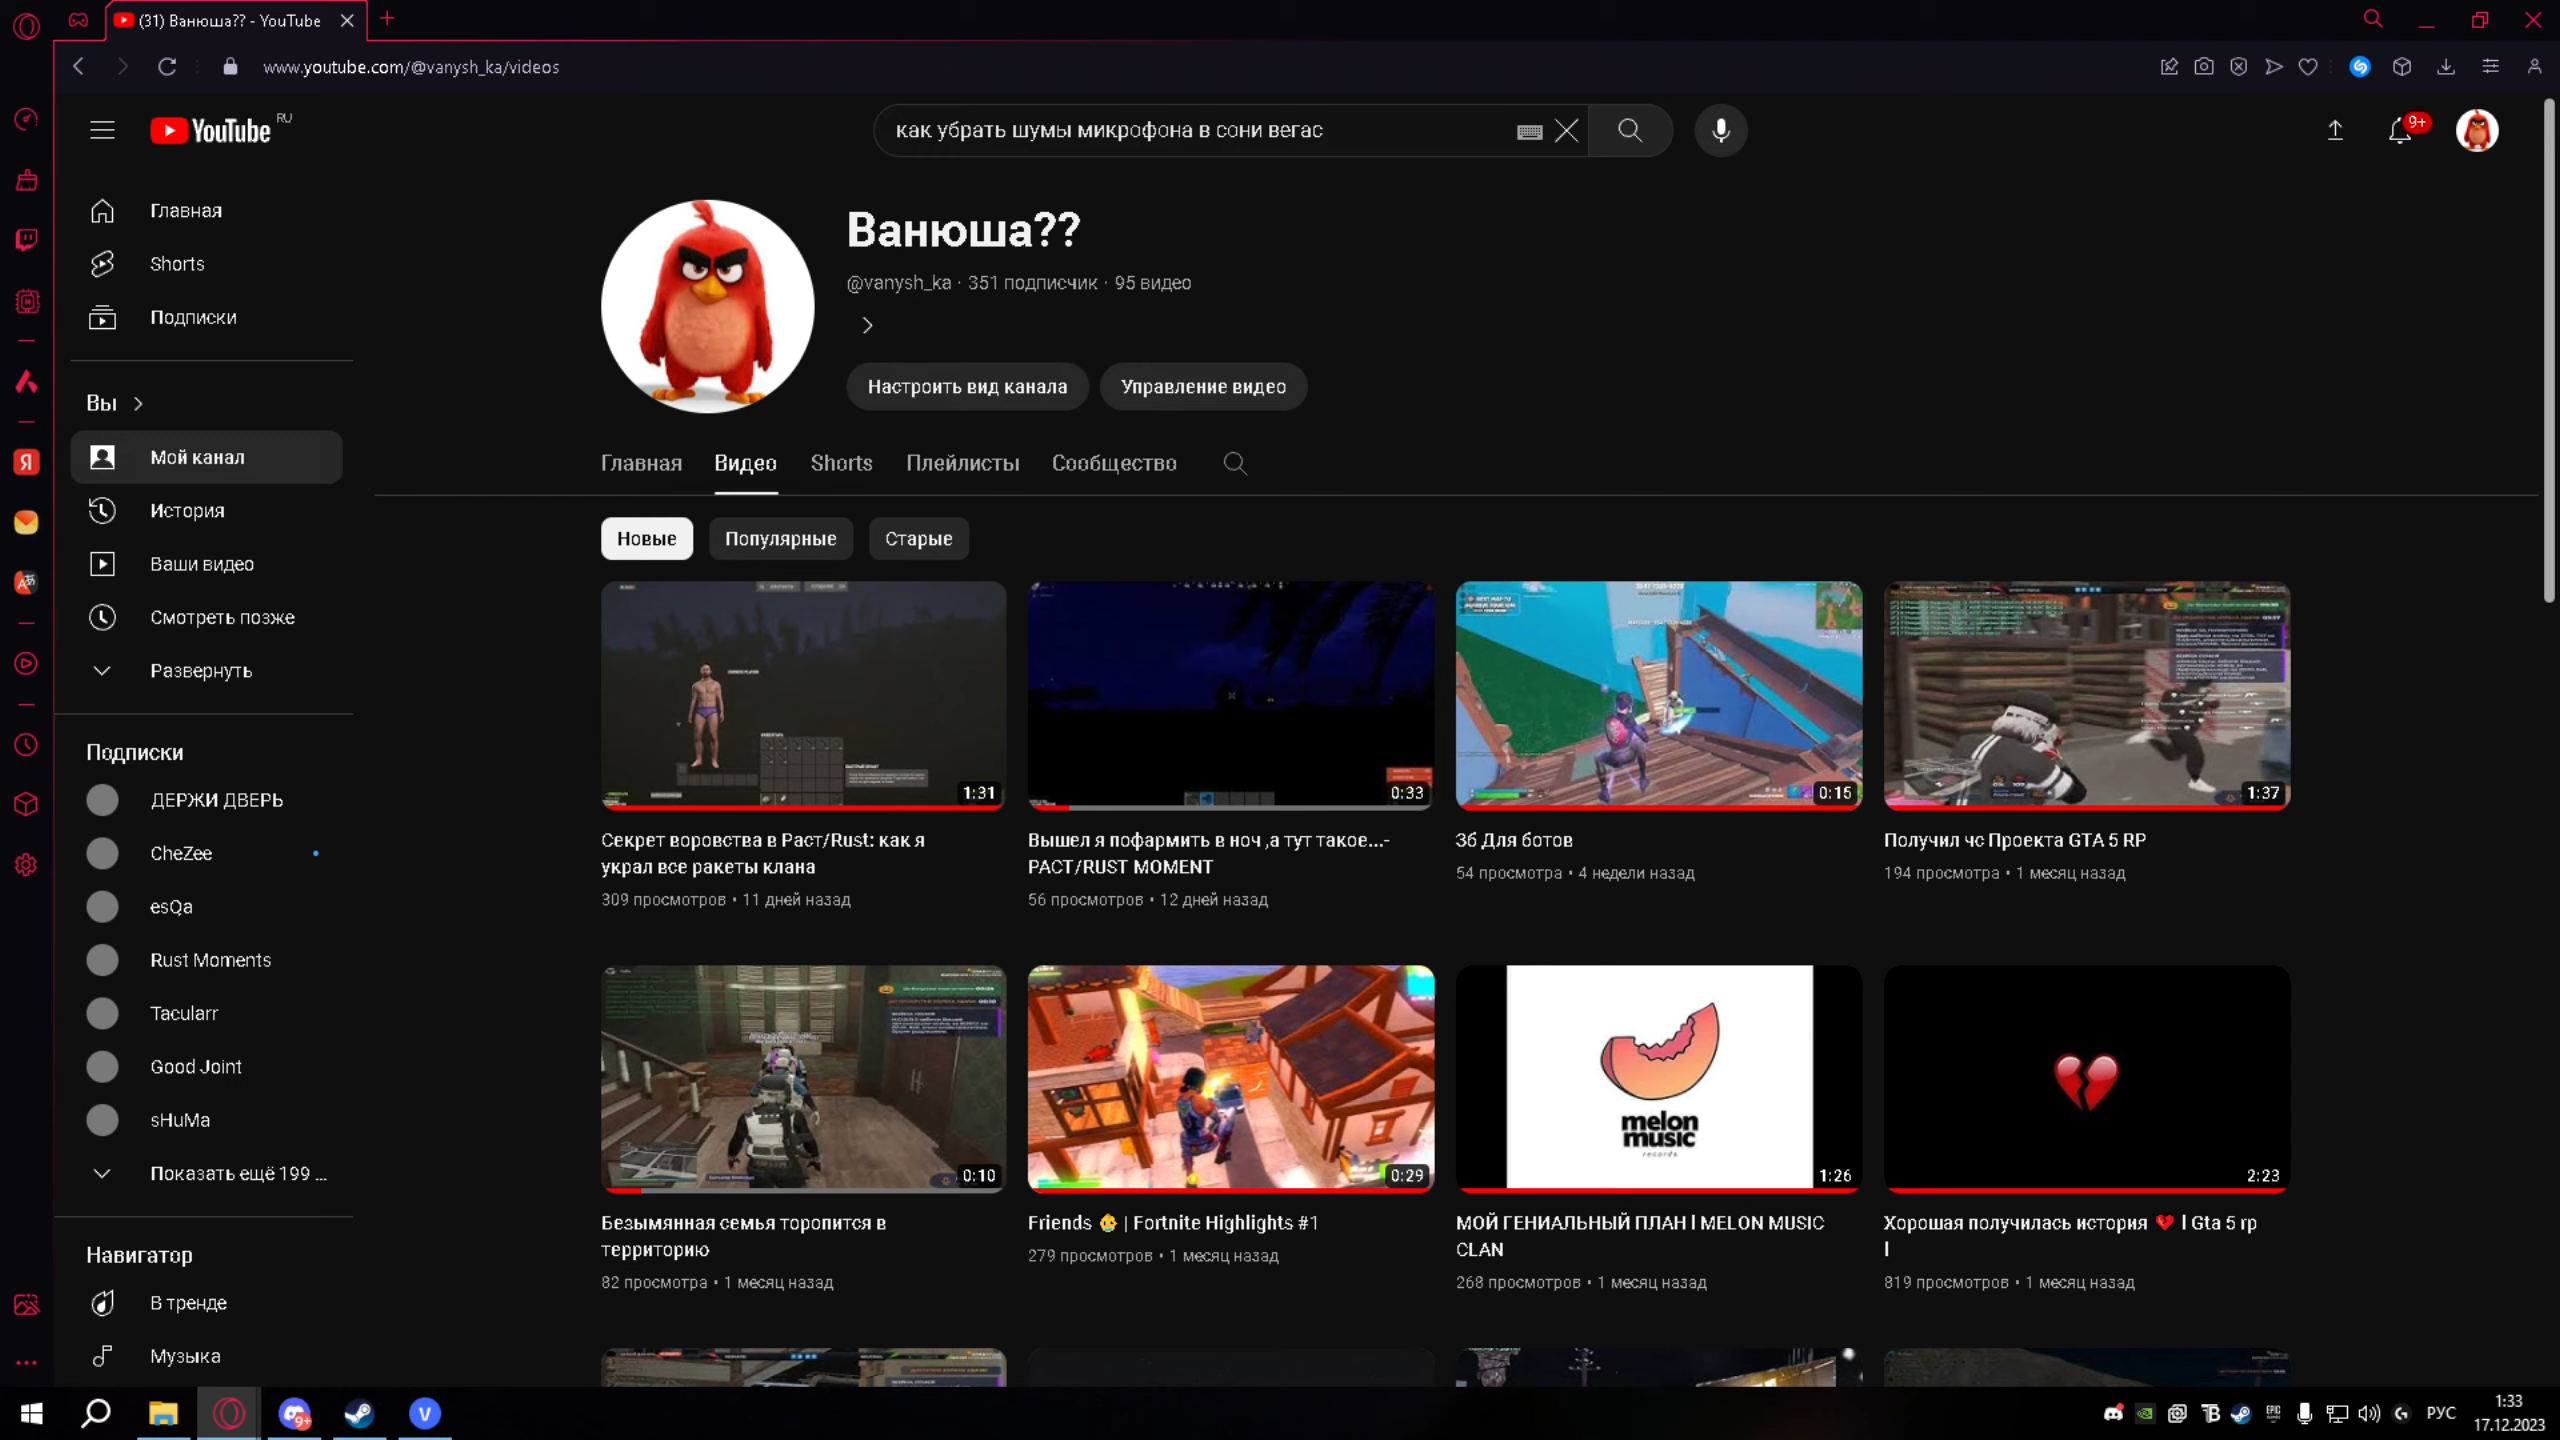 (31) Ванюша?? - YouTube
www.youtube.com/@vanysh_ka/videos
YouTube RU
как убрать шумы микрофона в сони вегас
9+
Главная
Shorts
Подписки
Вы
Мой канал
История
Ваши видео
Смотреть позже
Развернуть
Подписки
ДЕРЖИ ДВЕРЬ
CheZee
esQa
Rust Moments
Tacularr
Good Joint
sHuMa
Показать ещё 199 ...
Навигатор
В тренде
Музыка
Ванюша??
@vanysh_ka · 351 подписчик · 95 видео
Настроить вид канала
Управление видео
Главная Видео Shorts Плейлисты Сообщество
Новые Популярные Старые
1:31
Секрет воровства в Раст/Rust: как я
украл все ракеты клана
309 просмотров • 11 дней назад
0:33
Вышел я пофармить в ноч ,а тут такое...-
РАСТ/RUST MOMENT
56 просмотров • 12 дней назад
0:15
Зб Для ботов
54 просмотра • 4 недели назад
1:37
Получил чс Проекта GTA 5 RP
194 просмотра • 1 месяц назад
0:10
Безымянная семья торопится в
территорию
82 просмотра • 1 месяц назад
0:29
Friends 👶 | Fortnite Highlights #1
279 просмотров • 1 месяц назад
melon
music
records
1:26
МОЙ ГЕНИАЛЬНЫЙ ПЛАН l MELON MUSIC
CLAN
268 просмотров • 1 месяц назад
2:23
Хорошая получилась история 💔 l Gta 5 rp
l
819 просмотров • 1 месяц назад
9+
V
РУС
1:33
17.12.2023